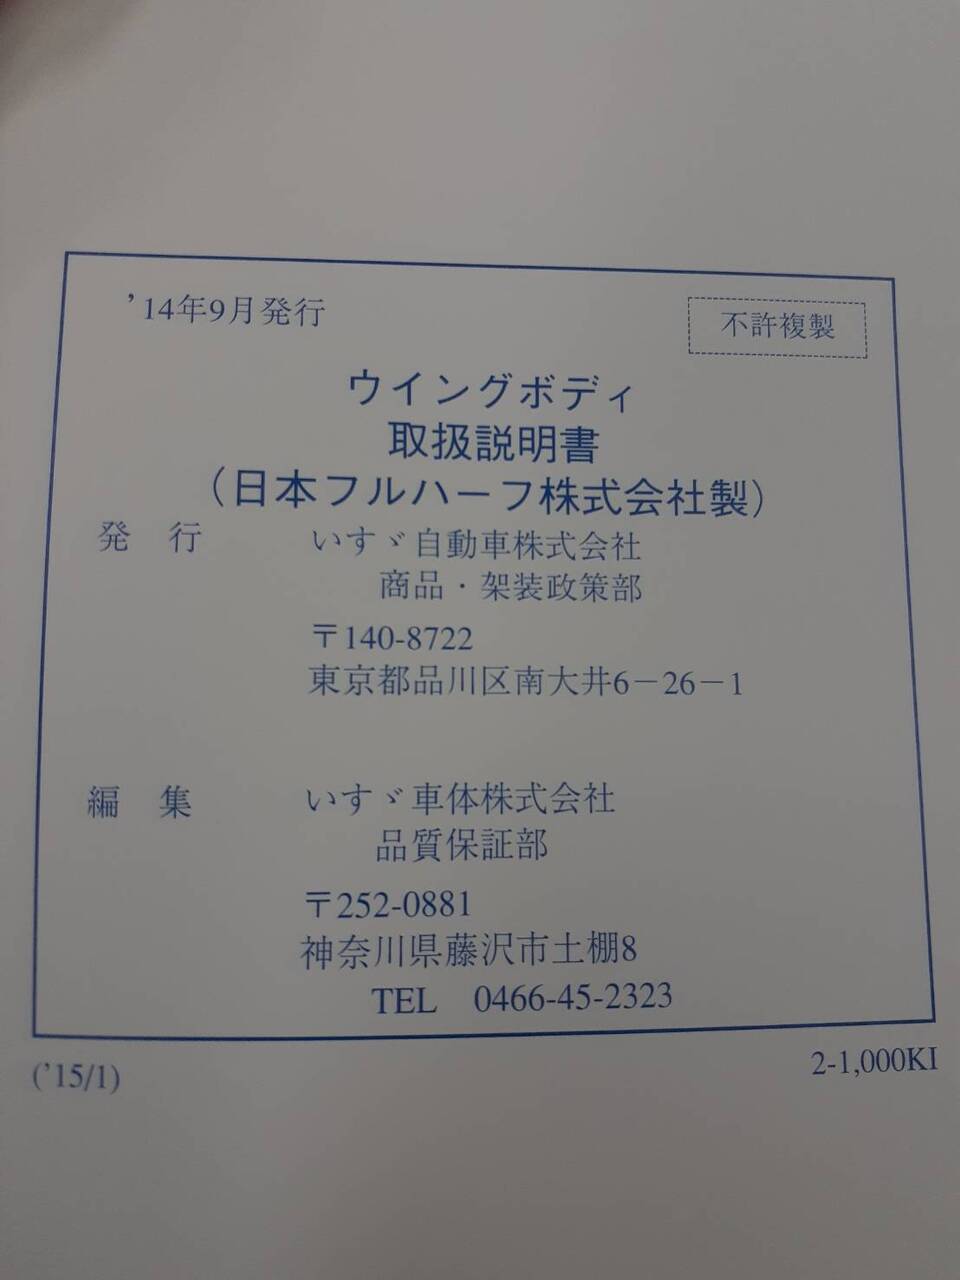 ’14年9月発行
不許複製
ウイングボディ
取扱説明書
(日本フルハーフ株式会社製)
発 行 いすゞ自動車株式会社
商品・架装政策部
〒140-8722
東京都品川区南大井6－26－1
編 集 いすゞ車体株式会社
品質保証部
〒252-0881
神奈川県藤沢市土棚8
TEL 0466-45-2323
(’15/1)
2-1,000KI